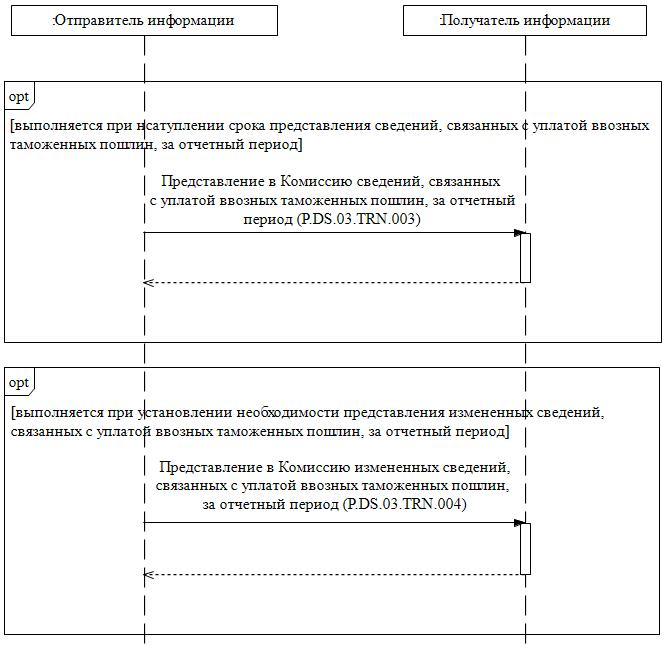 :Отправитель информации
:Получатель информации
opt
[выполняется при нсатуплении срока представления сведений, связанных с уплатой ввозных
таможенных пошлин, за отчетный период]
Представление в Комиссию сведений, связанных
с уплатой ввозных таможенных пошлин, за отчетный
период (P.DS.03.TRN.003)
opt
[выполняется при установлении необходимости представления измененных сведений,
связанных с уплатой ввозных таможенных пошлин, за отчетный период]
Представление в Комиссию измененных сведений,
связанных с уплатой ввозных таможенных пошлин,
за отчетный период (P.DS.03.TRN.004)